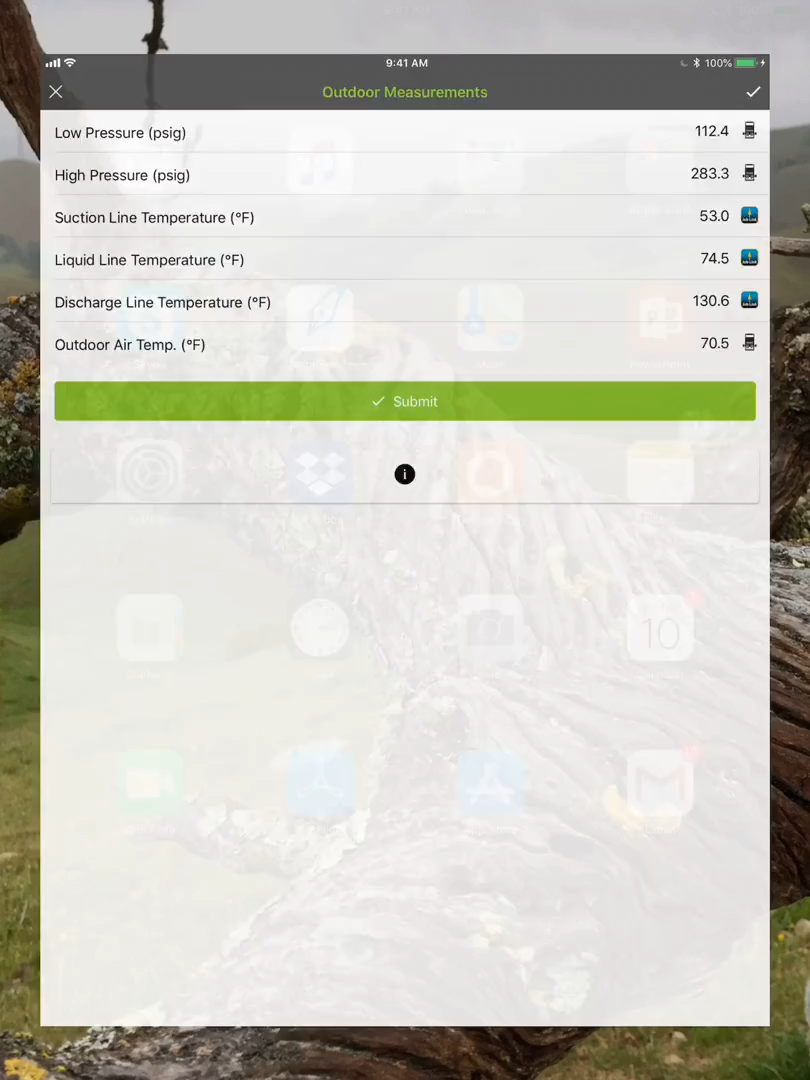 9:41 AM
100%
Outdoor Measurements
Low Pressure (psig) 112.4
High Pressure (psig) 283.3
Suction Line Temperature (°F) 53.0
Liquid Line Temperature (°F) 74.5
Discharge Line Temperature (°F) 130.6
Outdoor Air Temp. (°F) 70.5
Submit
i
10